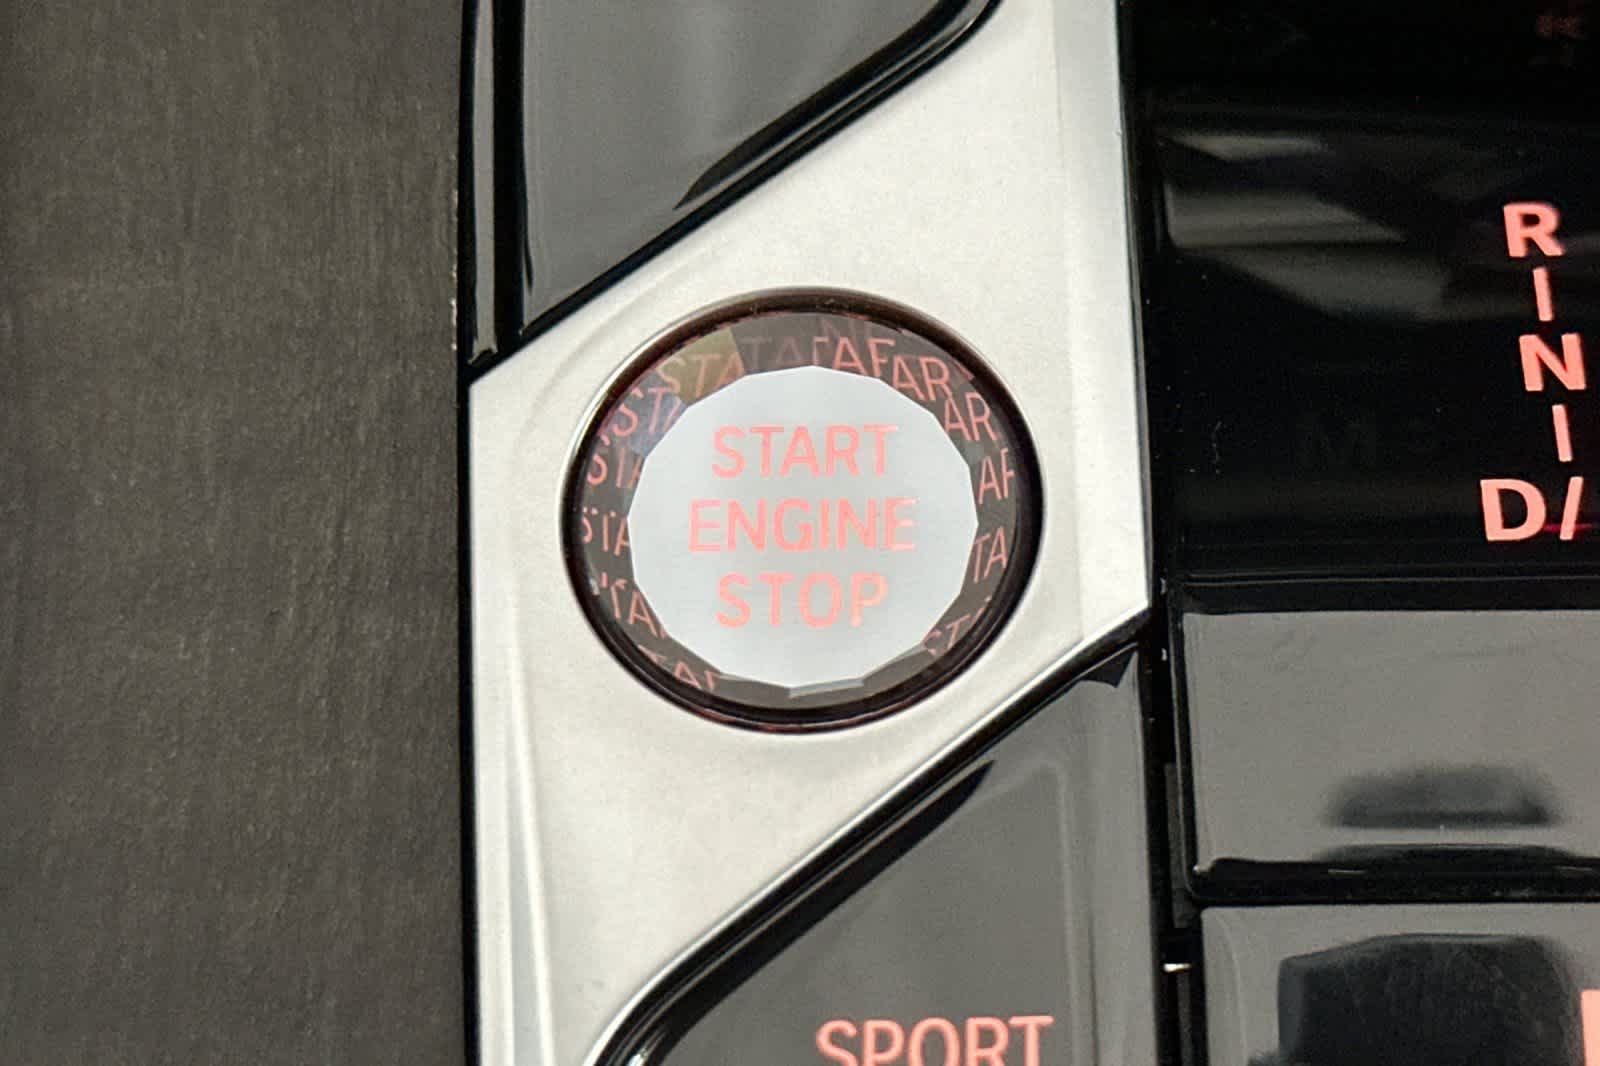 START
ENGINE
STOP
R
I
N
I
D/
SPORT